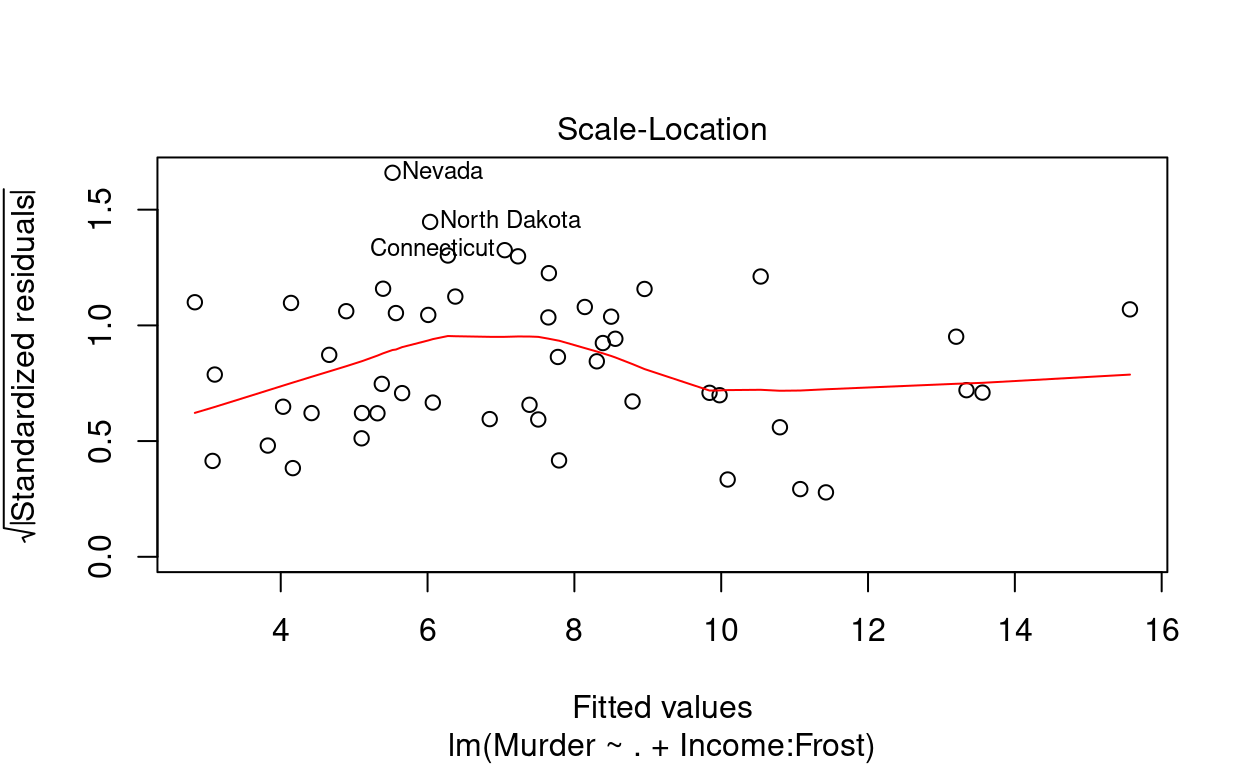 Scale-Location
√|Standardized residuals|
1.5
1.0
0.5
0.0
Nevada
North Dakota
Connecticut
4 6 8 10 12 14 16
Fitted values
lm(Murder ~ . + Income:Frost)